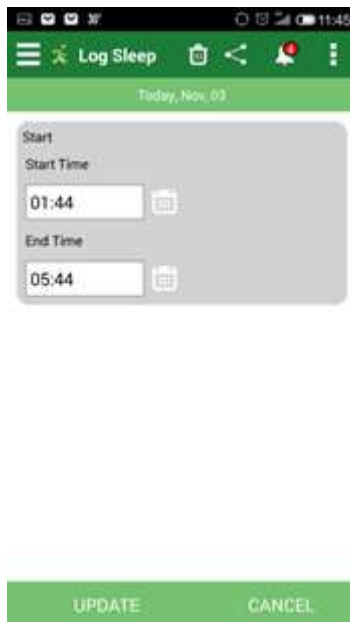 11:45
Log Sleep
Today, Nov, 03
Start
Start Time
01:44
End Time
05:44
UPDATE CANCEL